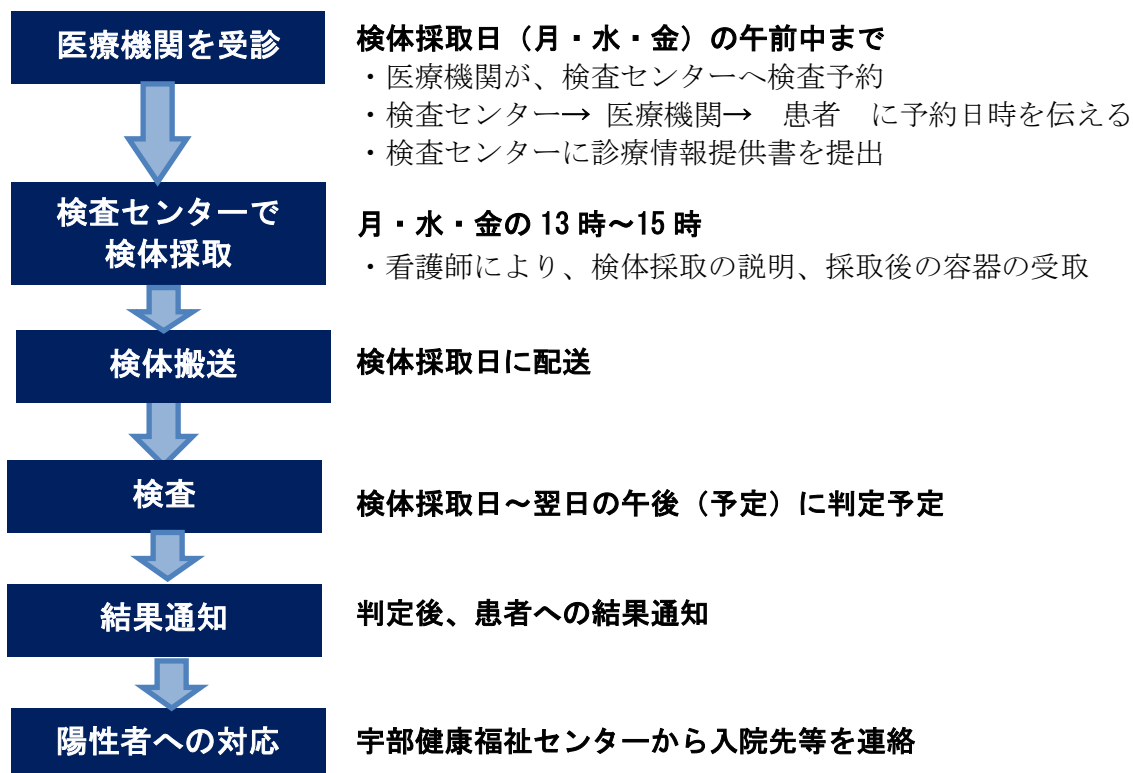 医療機関を受診
検体採取日（月・水・金）の午前中まで
・医療機関が、検査センターへ検査予約
・検査センター→ 医療機関→　患者　に予約日時を伝える
・検査センターに診療情報提供書を提出
検査センターで
検体採取
月・水・金の 13 時～15 時
・看護師により、検体採取の説明、採取後の容器の受取
検体搬送
検体採取日に配送
検査
検体採取日～翌日の午後（予定）に判定予定
結果通知
判定後、患者への結果通知
陽性者への対応
宇部健康福祉センターから入院先等を連絡